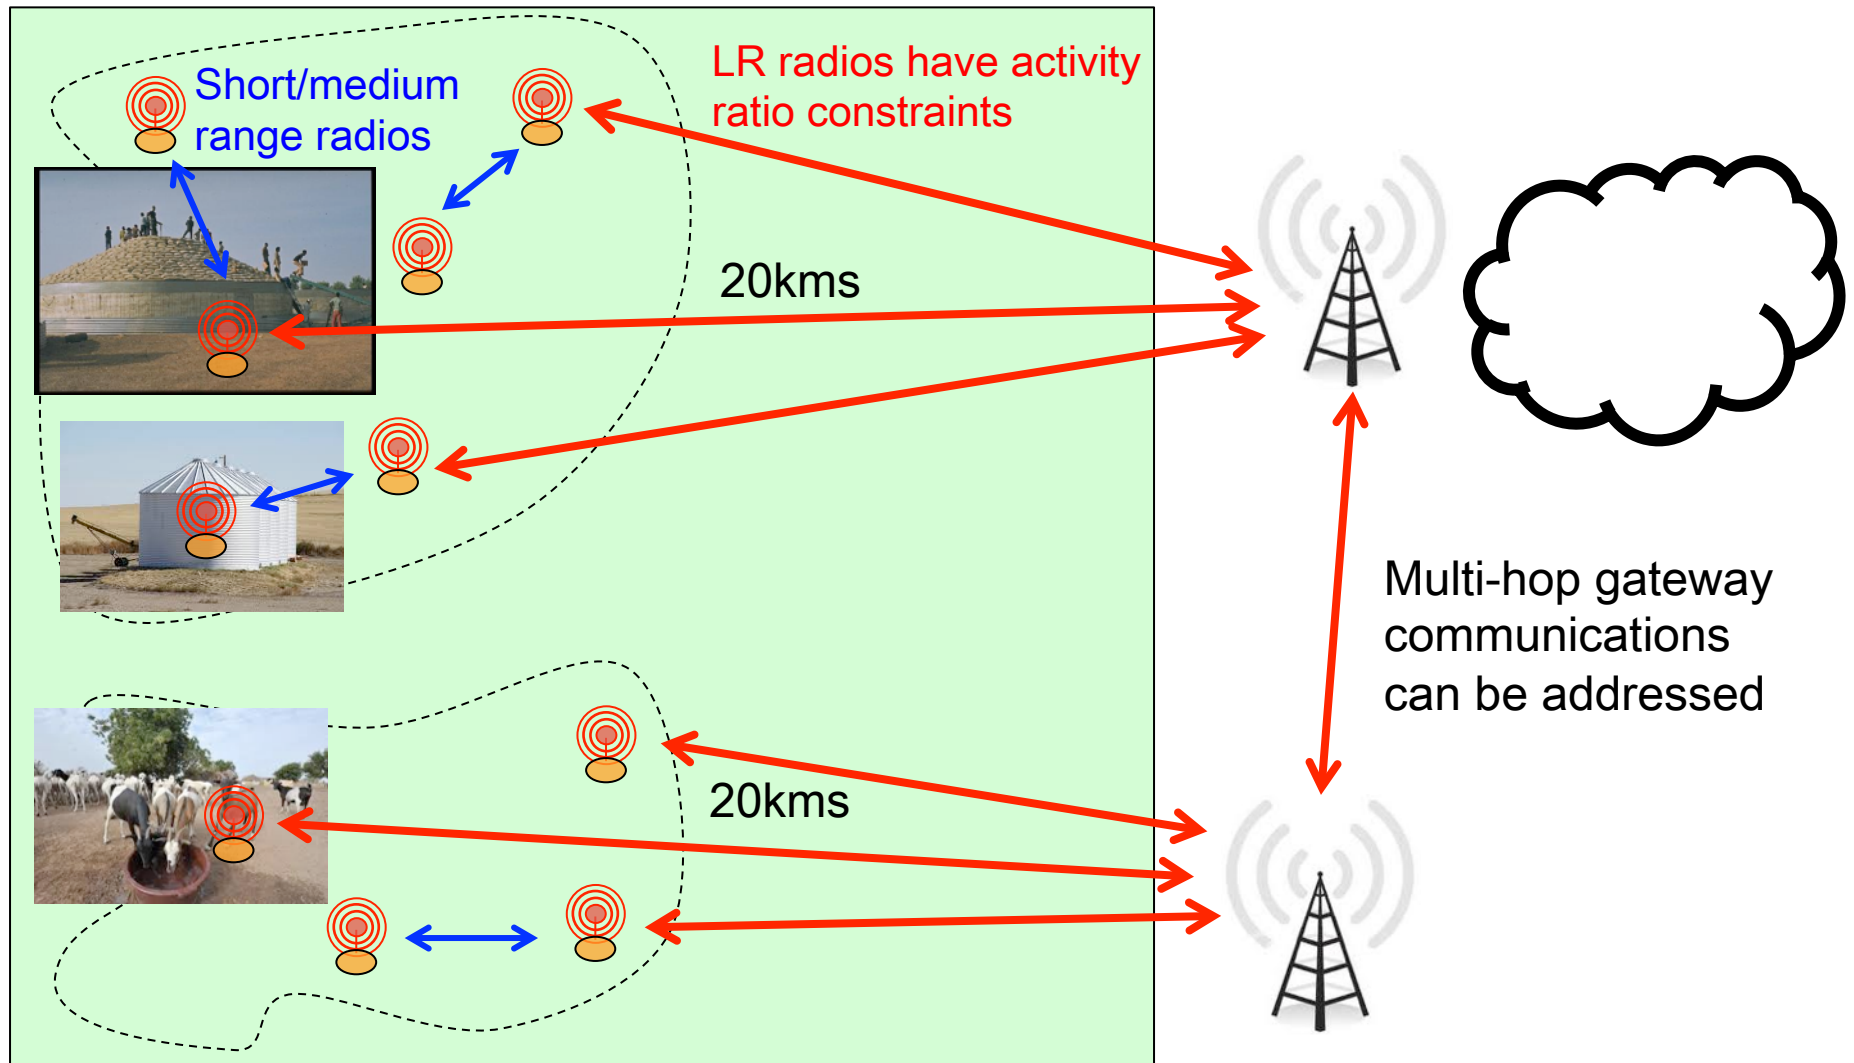 Short/medium
range radios
LR radios have activity
ratio constraints
20kms
Multi-hop gateway
communications
can be addressed
20kms